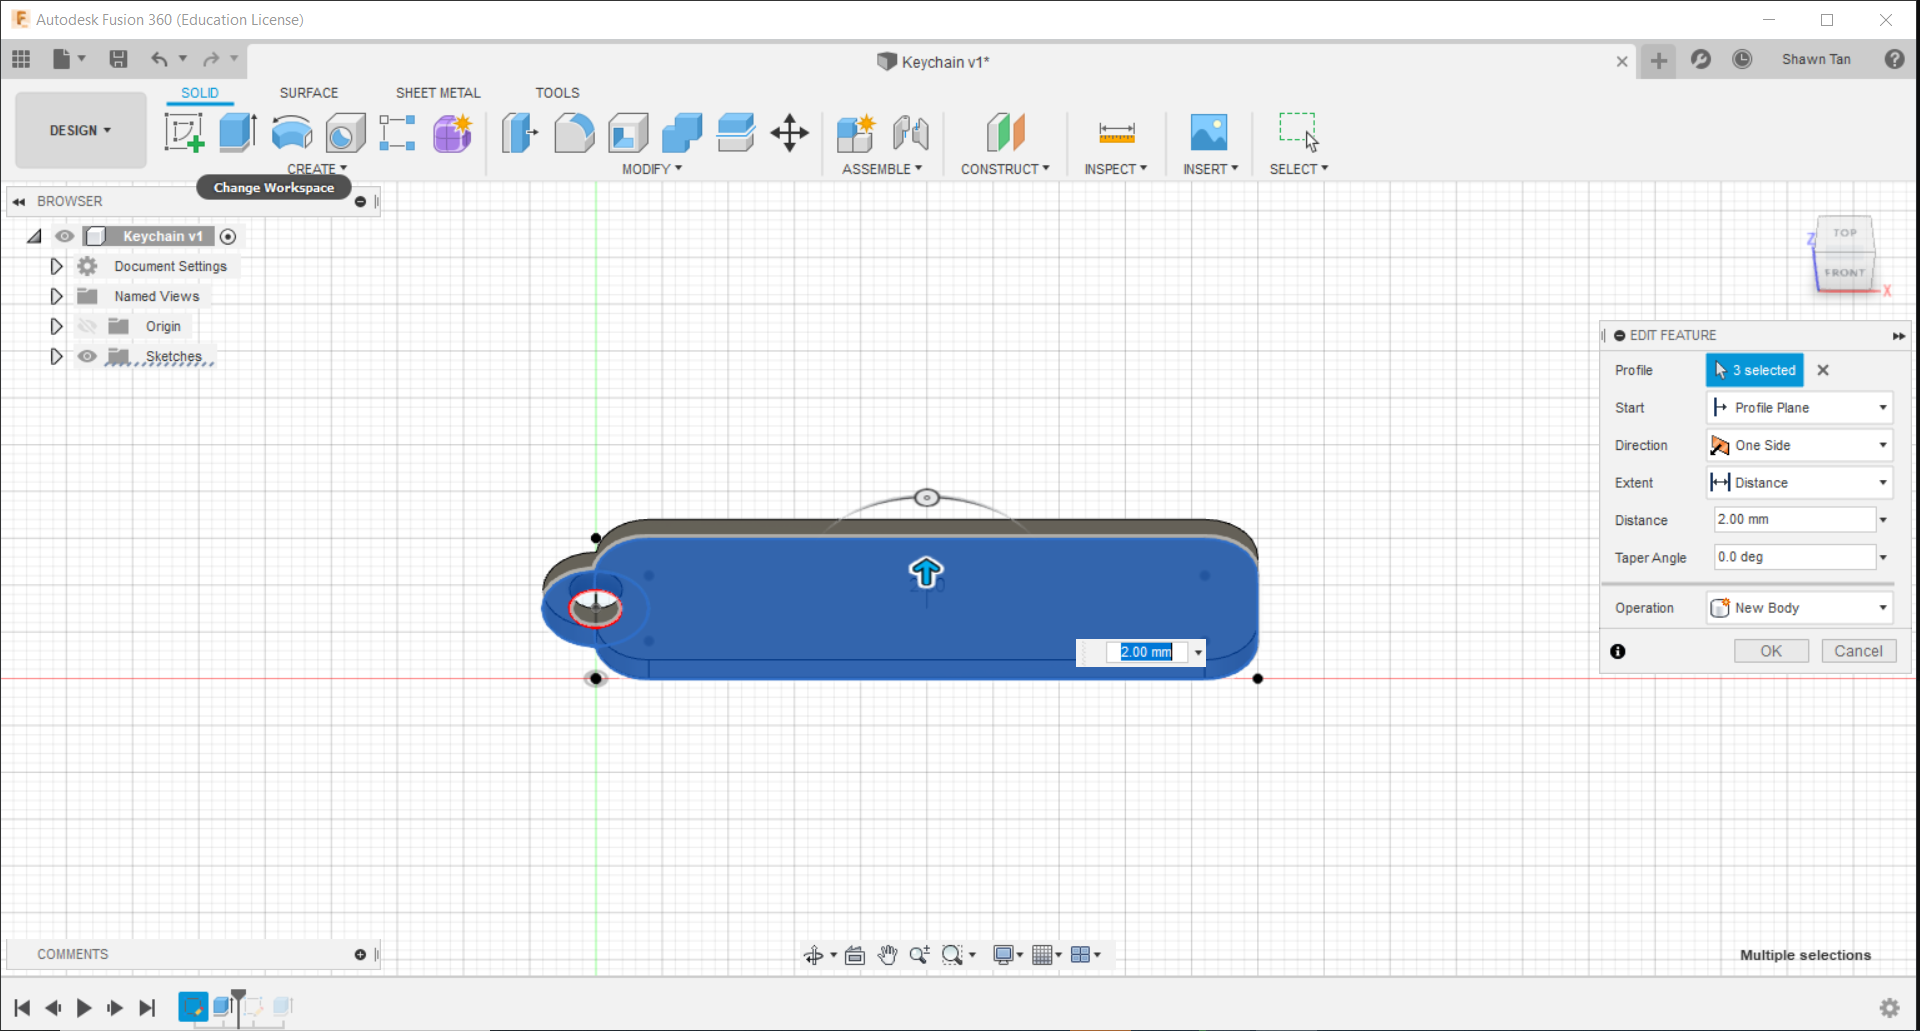 Autodesk Fusion 360 (Education License)
Keychain v1*
Shawn Tan
DESIGN
SOLID
SURFACE
SHEET METAL
TOOLS
CREATE
MODIFY
ASSEMBLE
CONSTRUCT
INSPECT
INSERT
SELECT
Change Workspace
BROWSER
Keychain v1
Document Settings
Named Views
Origin
Sketches
TOP
FRONT
Z
X
EDIT FEATURE
Profile
3 selected
Start
Profile Plane
Direction
One Side
Extent
Distance
Distance
2.00 mm
Taper Angle
0.0 deg
Operation
New Body
OK
Cancel
2.00 mm
COMMENTS
Multiple selections